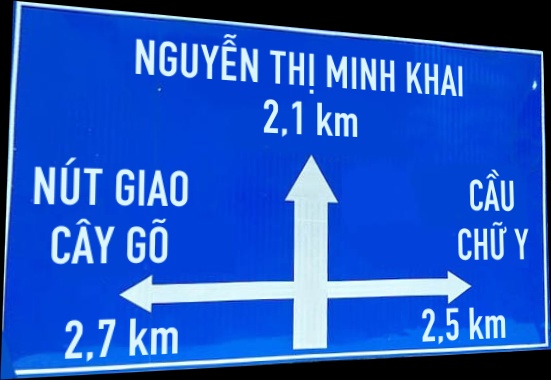 NGUYỄN THỊ MINH KHAI
2,1 km
NÚT GIAO
CÂY GÕ
2,7 km
CẦU
CHỮ Y
2,5 km